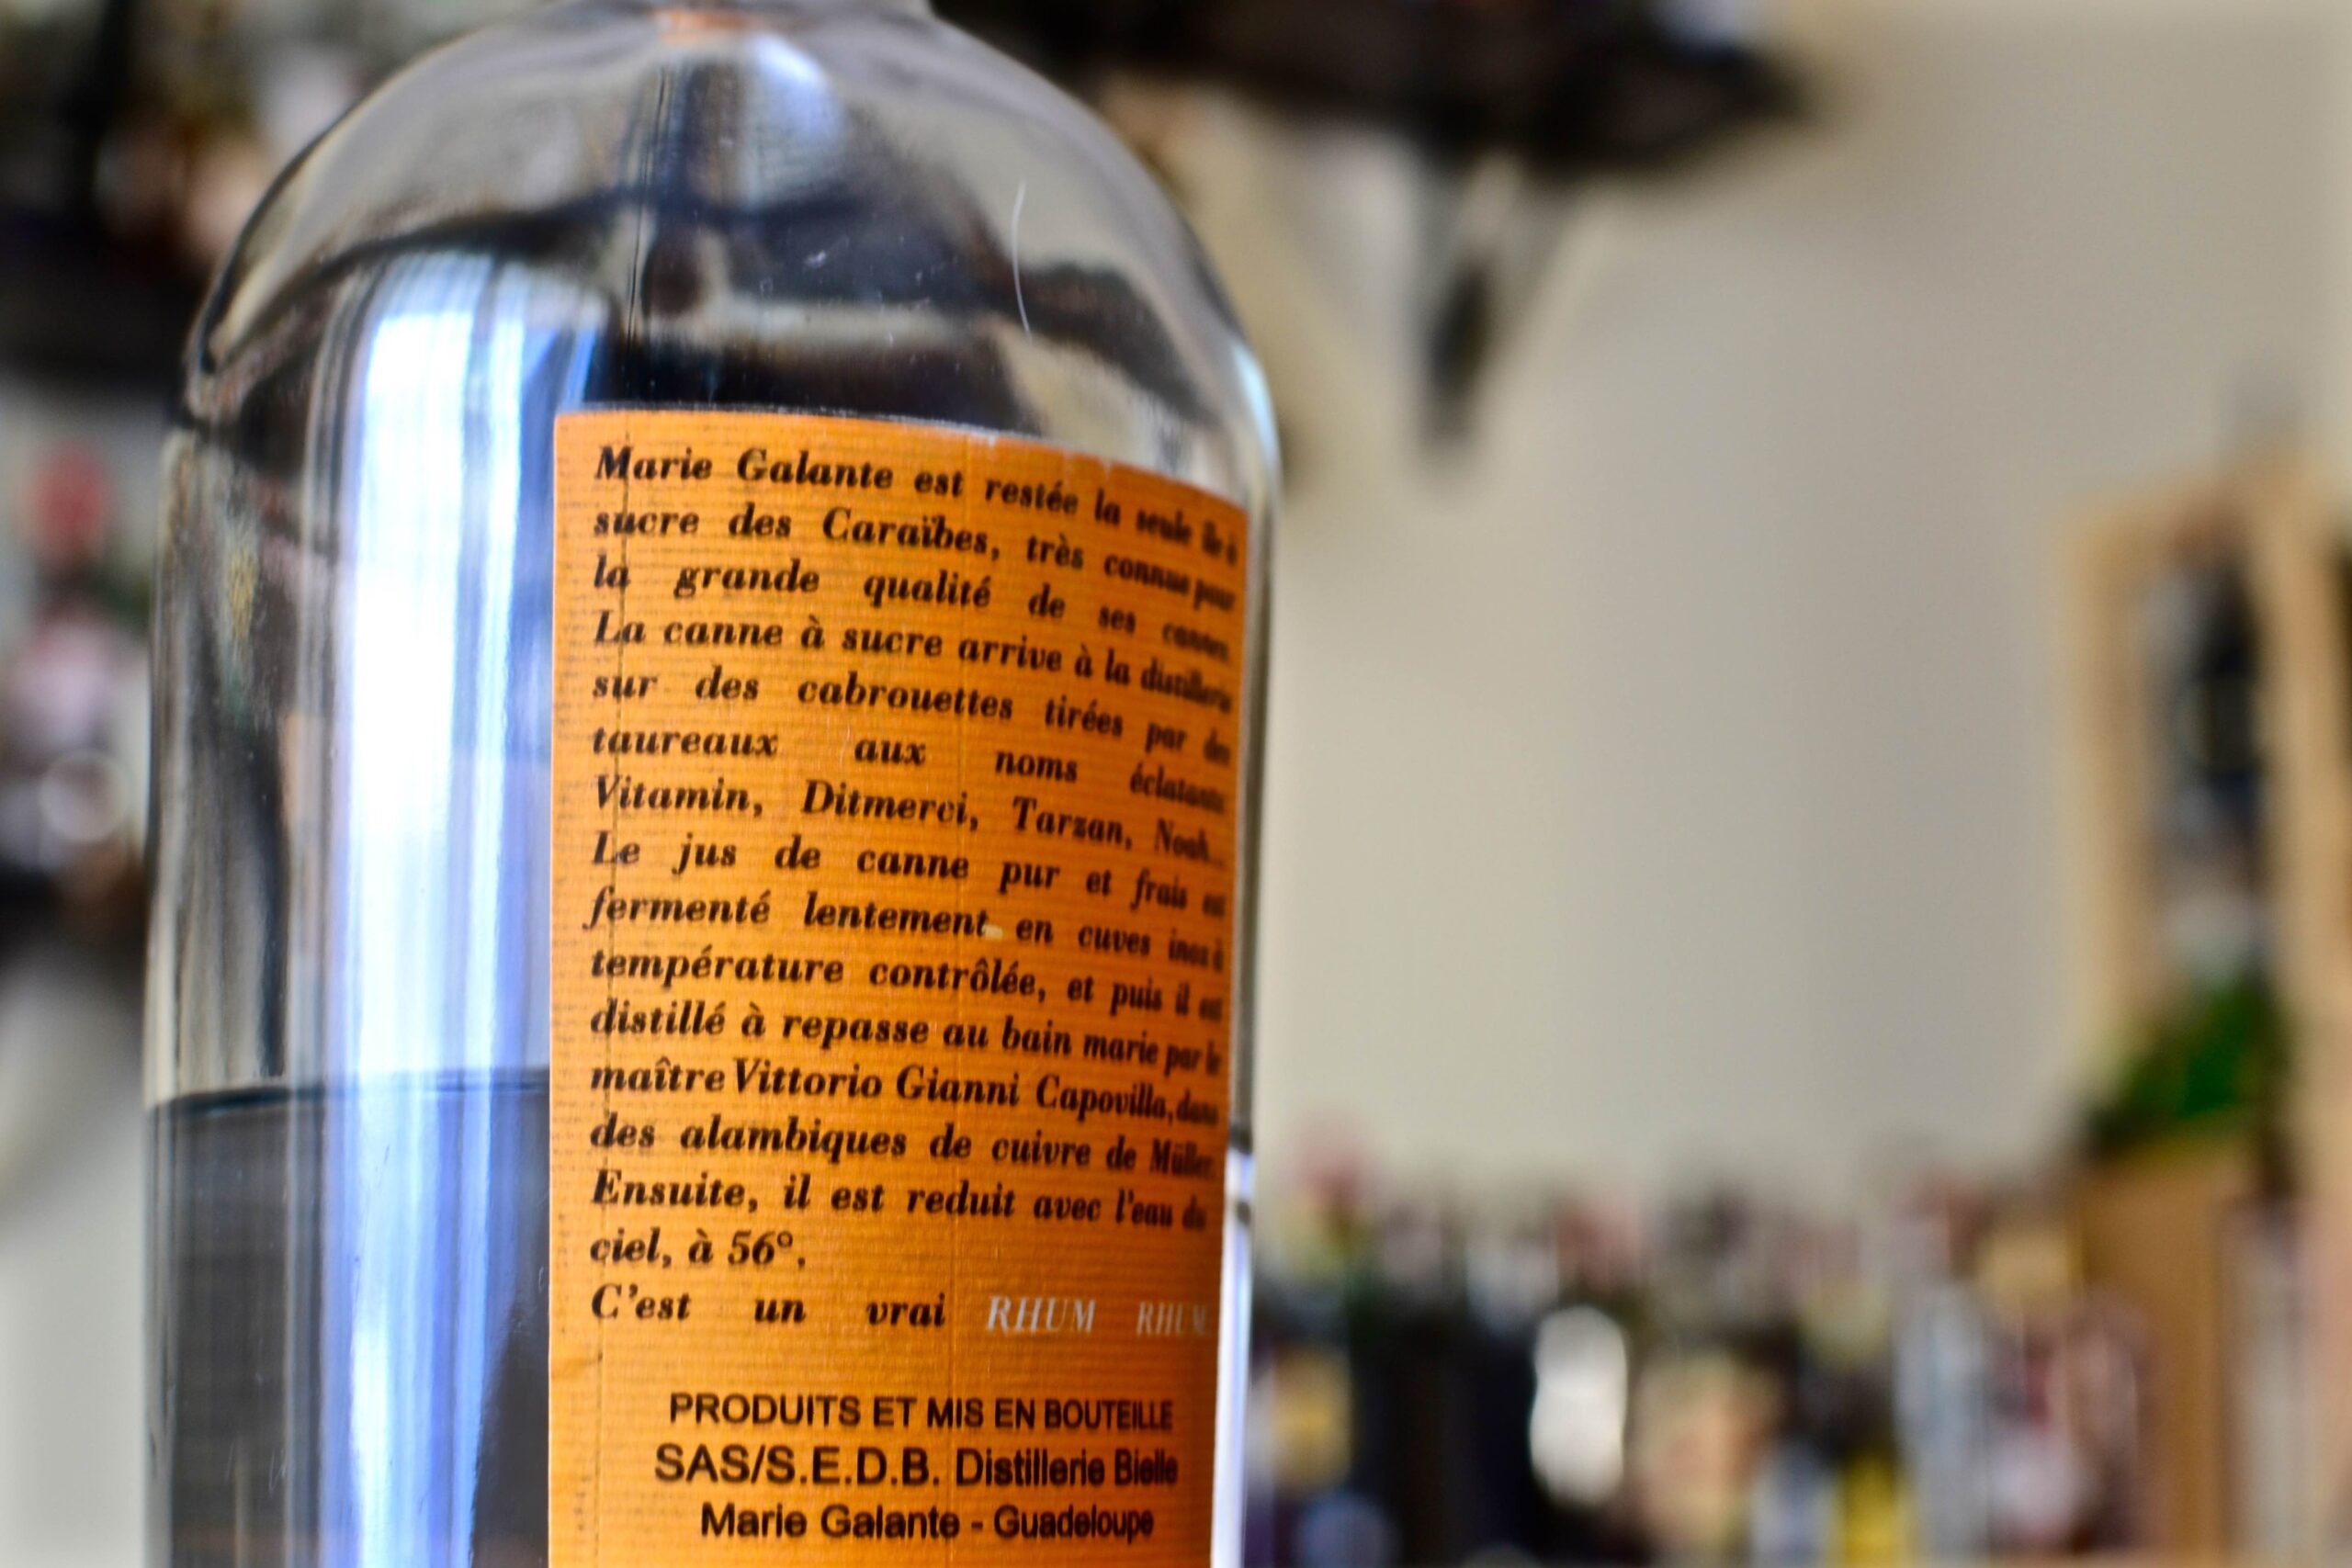 Marie Galante est restée la seule île à
sucre des Caraïbes, très connue pour
la grande qualité de ses cannes.
La canne à sucre arrive à la distillerie
sur des cabrouettes tirées par des
taureaux aux noms éclatants:
Vitamin, Ditmerci, Tarzan, Noah...
Le jus de canne pur et frais est
fermenté lentement en cuves inox à
température contrôlée, et puis il est
distillé à repasse au bain marie par le
maître Vittorio Gianni Capovilla, dans
des alambiques de cuivre de Müller.
Ensuite, il est reduit avec l'eau du
ciel, à 56°.
C'est un vrai RHUM RHUM
PRODUITS ET MIS EN BOUTEILLE
SAS/S.E.D.B. Distillerie Bielle
Marie Galante - Guadeloupe